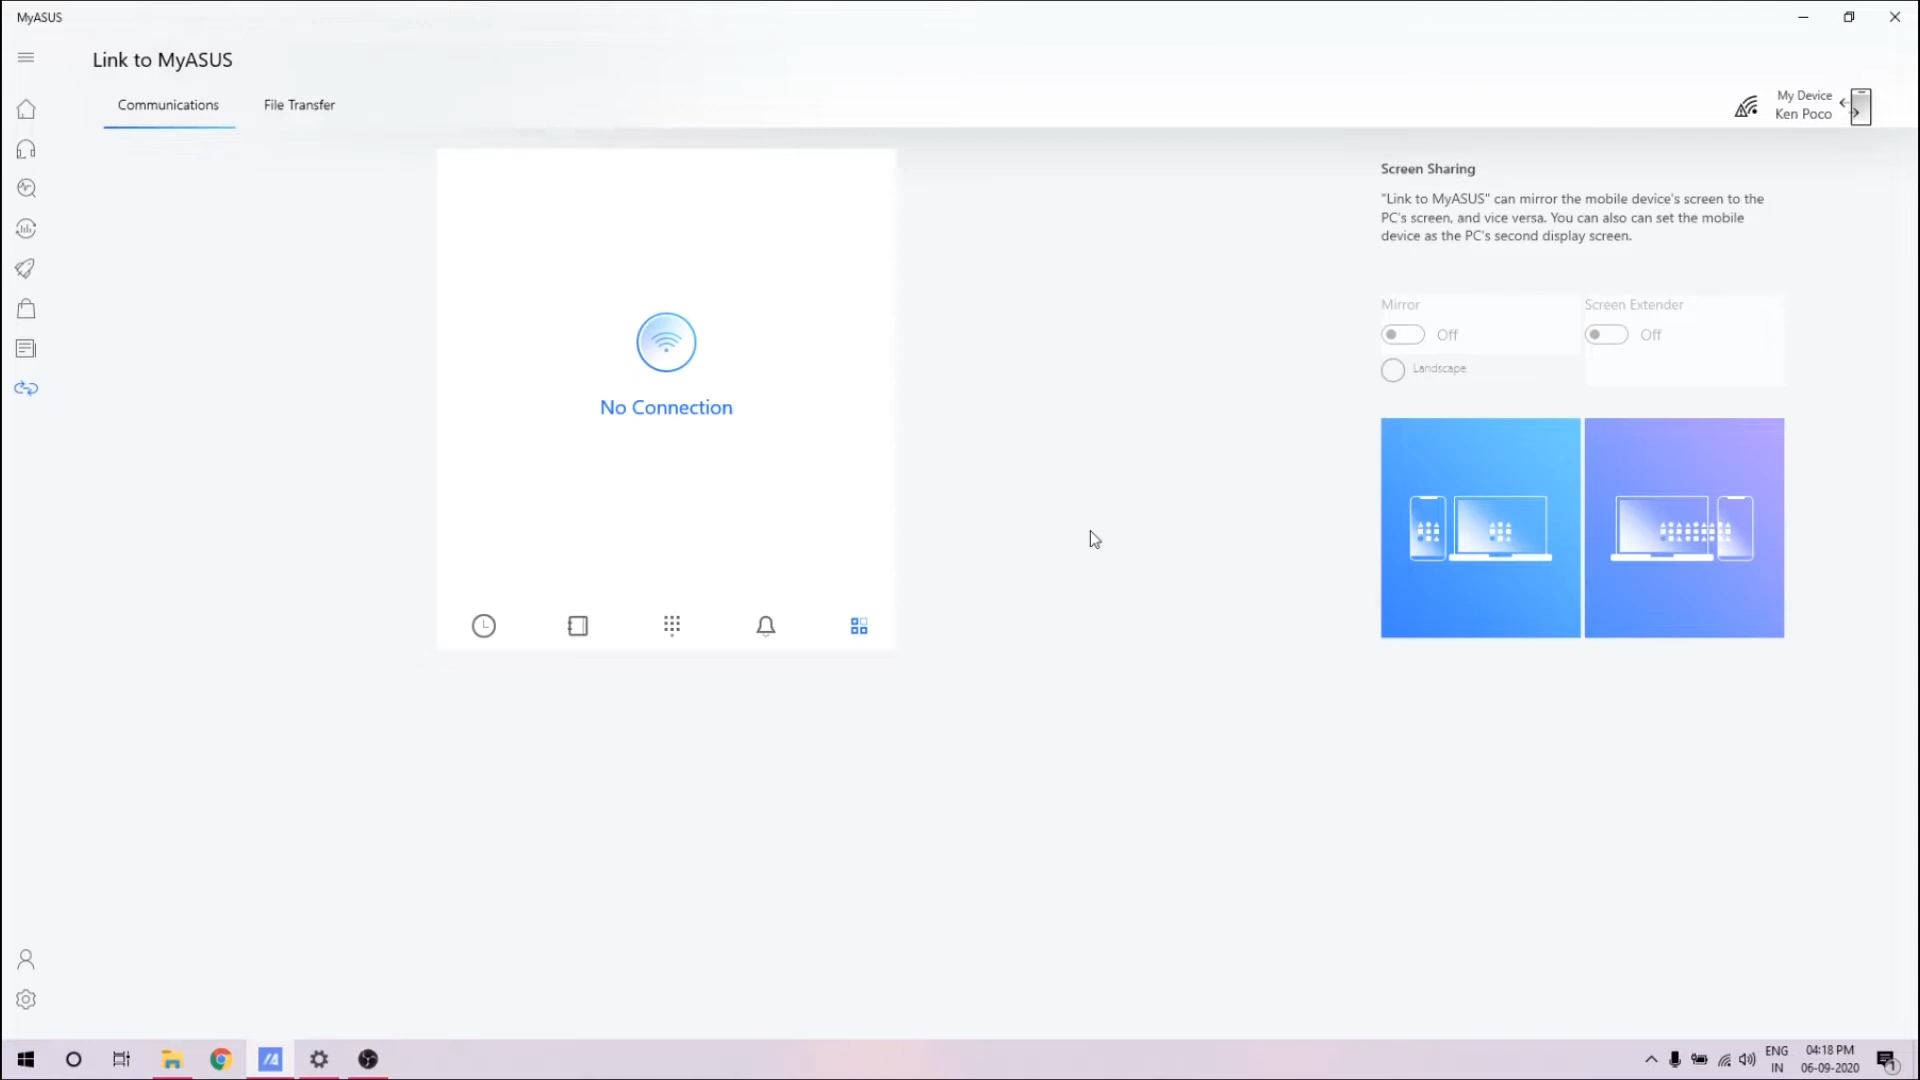 MyASUS
Link to MyASUS
Communications
File Transfer
My Device
Ken Poco
Screen Sharing
"Link to MyASUS" can mirror the mobile device's screen to the
PC's screen, and vice versa. You can also can set the mobile
device as the PC's second display screen.
Mirror
Screen Extender
Off
Off
Landscape
No Connection
ENG
IN
04:18 PM
06-09-2020
1